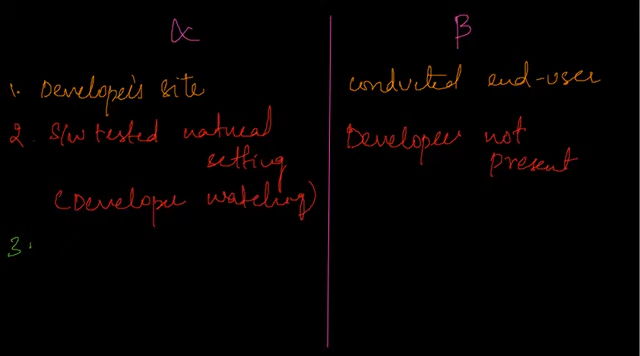 α β
1. Developer's site conducted end-user
2. S/w tested natural Developer not
setting present
(Developer watching)
3.